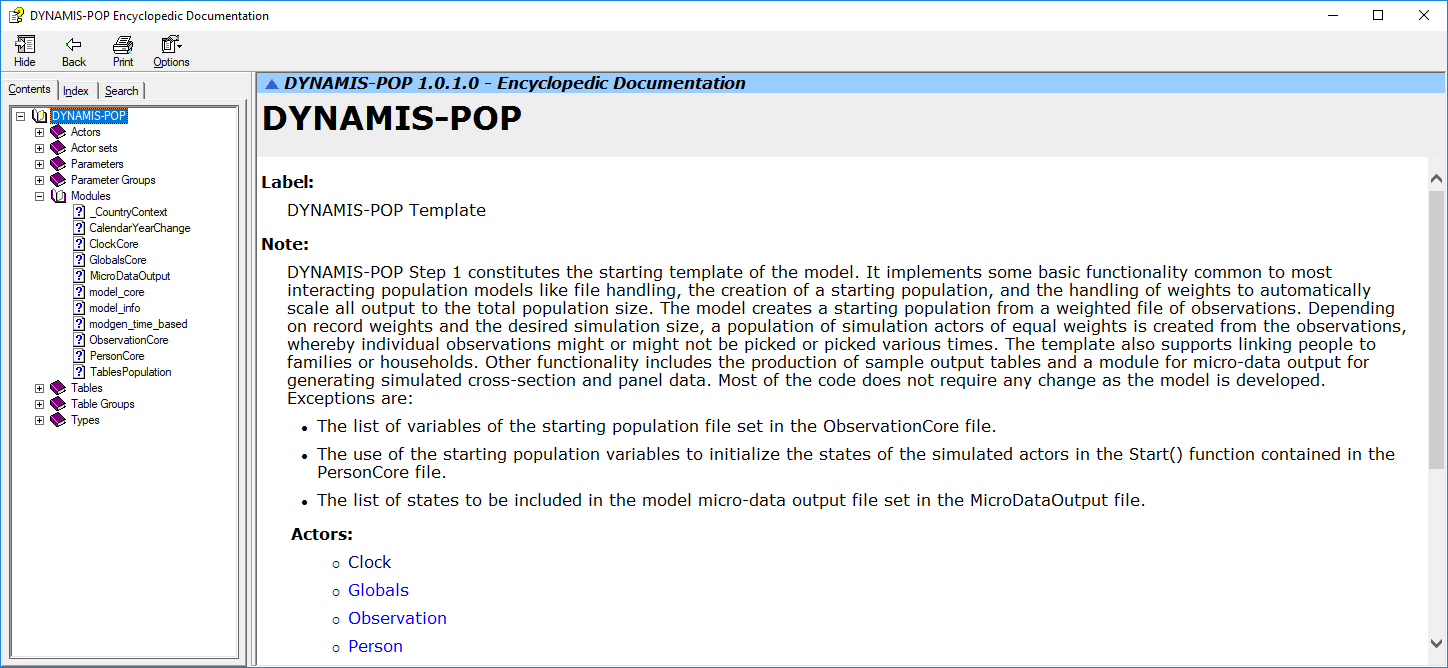 DYNAMIS-POP Encyclopedic Documentation
Hide Back Print Options
Contents Index Search
DYNAMIS-POP
Actors
Actor sets
Parameters
Parameter Groups
Modules
_CountryContext
CalendarYearChange
ClockCore
GlobalsCore
MicroDataOutput
model_core
model_info
modgen_time_based
ObservationCore
PersonCore
TablesPopulation
Tables
Table Groups
Types
DYNAMIS-POP 1.0.1.0 - Encyclopedic Documentation
DYNAMIS-POP
Label:
DYNAMIS-POP Template
Note:
DYNAMIS-POP Step 1 constitutes the starting template of the model. It implements some basic functionality common to most
interacting population models like file handling, the creation of a starting population, and the handling of weights to automatically
scale all output to the total population size. The model creates a starting population from a weighted file of observations. Depending
on record weights and the desired simulation size, a population of simulation actors of equal weights is created from the observations,
whereby individual observations might or might not be picked or picked various times. The template also supports linking people to
families or households. Other functionality includes the production of sample output tables and a module for micro-data output for
generating simulated cross-section and panel data. Most of the code does not require any change as the model is developed.
Exceptions are:
• The list of variables of the starting population file set in the ObservationCore file.
• The use of the starting population variables to initialize the states of the simulated actors in the Start() function contained in the
PersonCore file.
• The list of states to be included in the model micro-data output file set in the MicroDataOutput file.
Actors:
○ Clock
○ Globals
○ Observation
○ Person